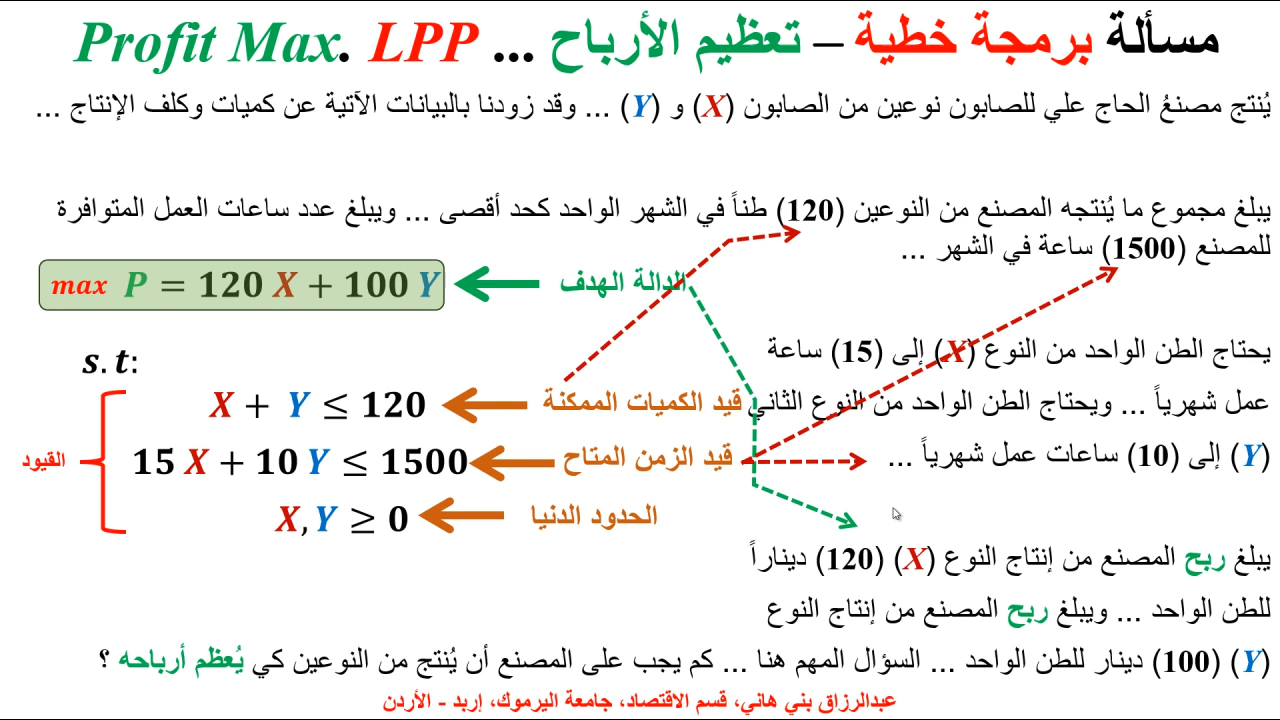 مسألة برمجة خطية – تعظيم الأرباح ... Profit Max. LPP
يُنتج مصنعُ الحاج علي للصابون نوعين من الصابون (X) و (Y) ... وقد زودنا بالبيانات الآتية عن كميات وكلف الإنتاج ...
يبلغ مجموع ما يُنتجه المصنع من النوعين (120) طناً في الشهر الواحد كحد أقصى ... ويبلغ عدد ساعات العمل المتوافرة
للمصنع (1500) ساعة في الشهر ...
الدالة الهدف
max P = 120 X + 100 Y
يحتاج الطن الواحد من النوع (X) إلى (15) ساعة
s.t:
عمل شهرياً ... ويحتاج الطن الواحد من النوع الثاني
قيد الكميات الممكنة
X + Y ≤ 120
(Y) إلى (10) ساعات عمل شهرياً ...
قيد الزمن المتاح
15 X + 10 Y ≤ 1500
القيود
الحدود الدنيا
X, Y ≥ 0
يبلغ ربح المصنع من إنتاج النوع (X) (120) ديناراً
للطن الواحد ... ويبلغ ربح المصنع من إنتاج النوع
(Y) (100) دينار للطن الواحد ... السؤال المهم هنا ... كم يجب على المصنع أن يُنتج من النوعين كي يُعظم أرباحه ؟
عبدالرزاق بني هاني، قسم الاقتصاد، جامعة اليرموك، إربد - الأردن